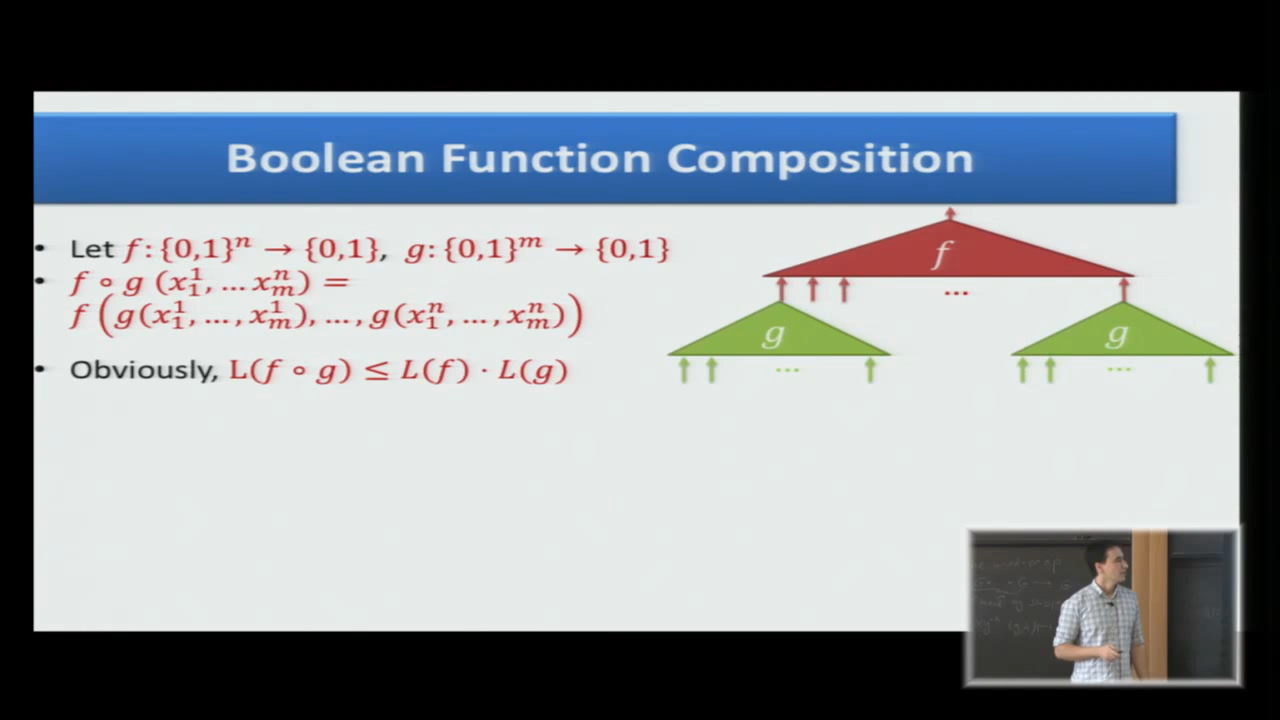 Boolean Function Composition
• Let f: {0,1}ⁿ → {0,1}, g: {0,1}ᵐ → {0,1}
• f ∘ g (x₁¹, … xₘⁿ) =
f (g(x₁¹, …, xₘ¹), …, g(x₁ⁿ, …, xₘⁿ))
• Obviously, L(f ∘ g) ≤ L(f) · L(g)
f
...
g
g
...
...